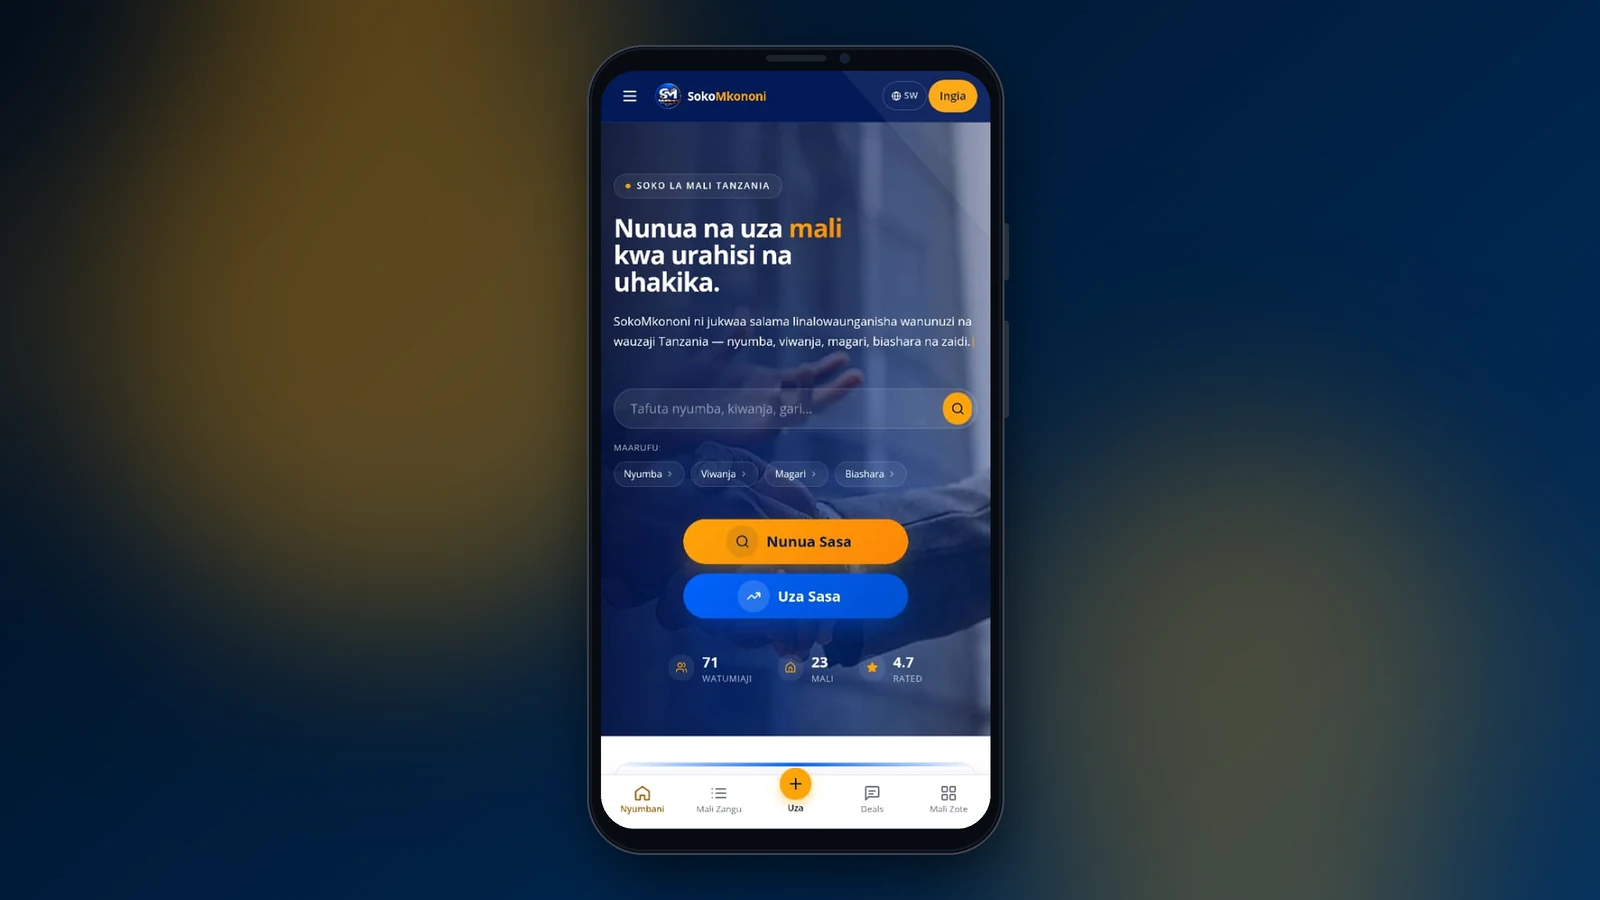 SM
SokoMkononi
SW
Ingia
SOKO LA MALI TANZANIA
Nunua na uza mali
kwa urahisi na
uhakika.
SokoMkononi ni jukwaa salama linalowaunganisha wanunuzi na
wauzaji Tanzania — nyumba, viwanja, magari, biashara na zaidi.
Tafuta nyumba, kiwanja, gari...
MAARUFU:
Nyumba
Viwanja
Magari
Biashara
Nunua Sasa
Uza Sasa
71
WATUMIAJI
23
MALI
4.7
RATED
Nyumbani
Mali Zangu
Uza
Deals
Mali Zote